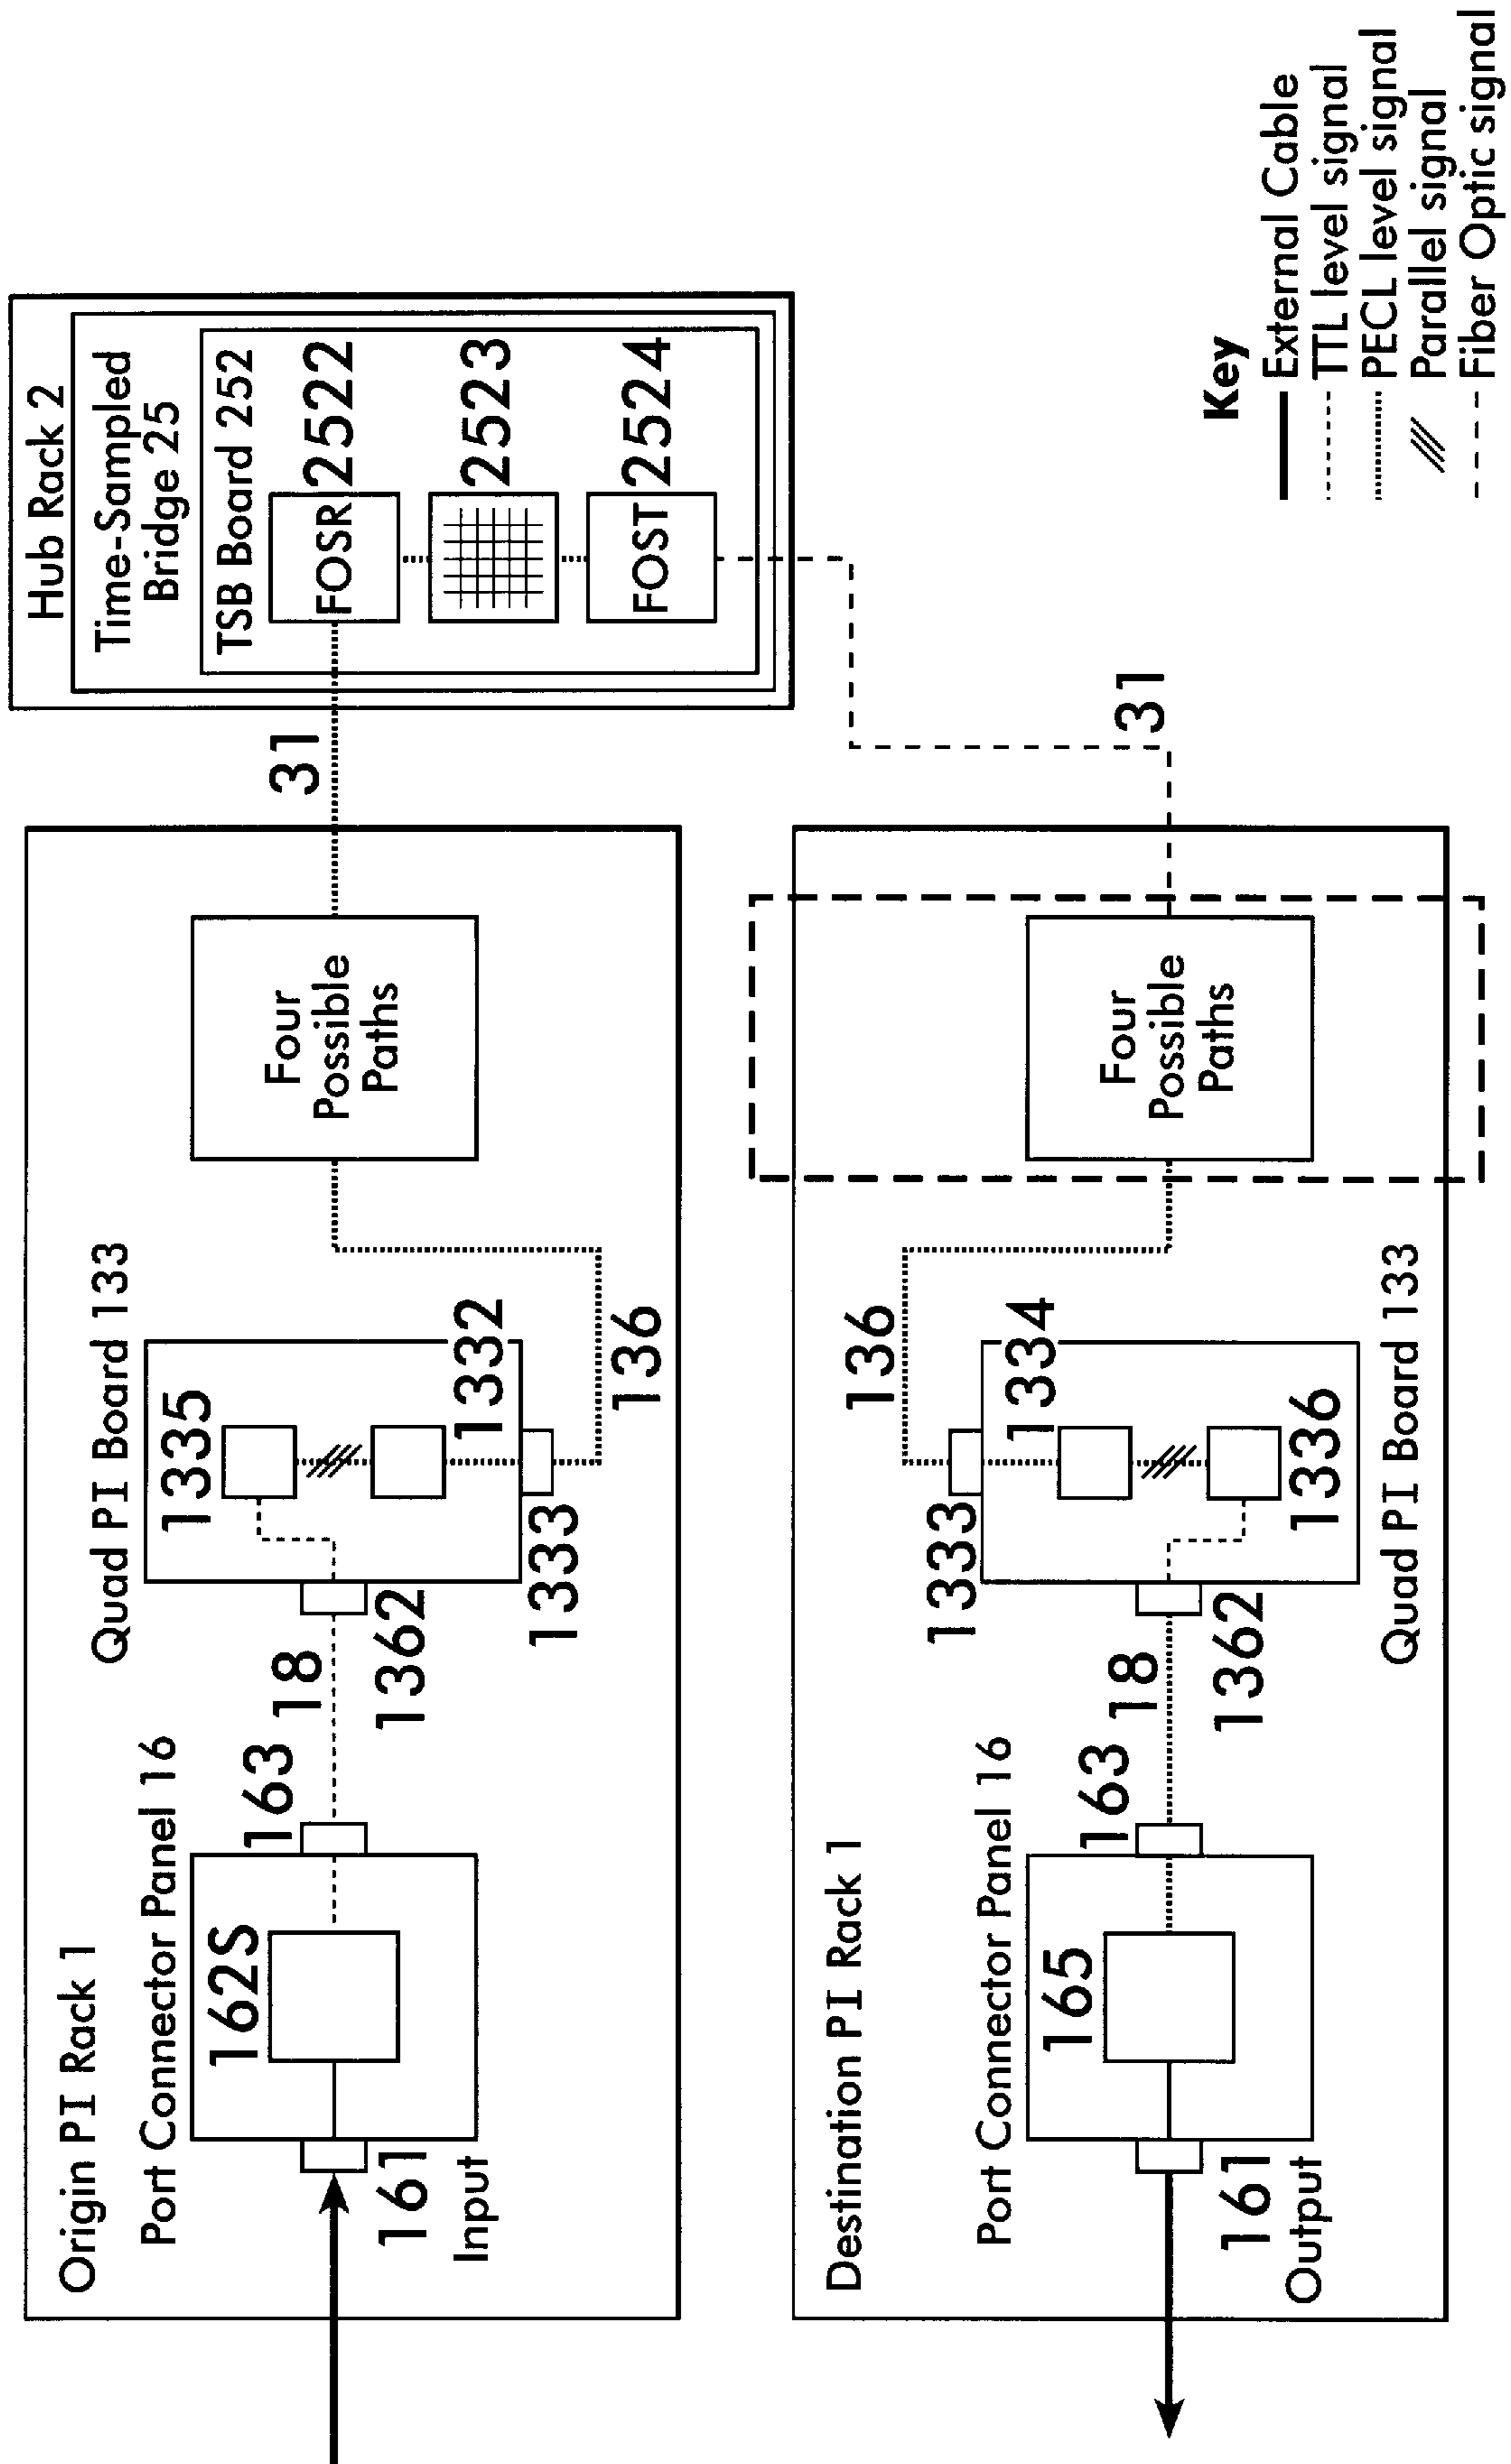 Origin PI Rack 1
Port Connector Panel 16
162S
163
18
161
Input
Quad PI Board 133
1335
1332
1362
1333
136
Four
Possible
Paths
31
Hub Rack 2
Time-Sampled
Bridge 25
TSB Board 252
FOSR
2522
2523
FOST
2524
Destination PI Rack 1
Port Connector Panel 16
165
163
18
161
Output
136
1333
1334
1362
1336
Quad PI Board 133
Four
Possible
Paths
31
Key
External Cable
TTL level signal
PECL level signal
Parallel signal
Fiber Optic signal